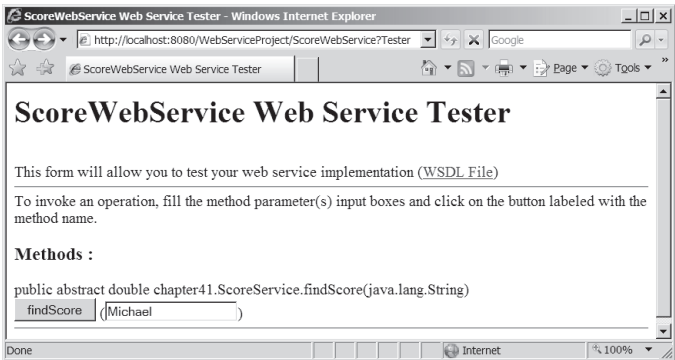 ScoreWebService Web Service Tester - Windows Internet Explorer
http://localhost:8080/WebServiceProject/ScoreWebService?Tester
Google
ScoreWebService Web Service Tester
Page
Tools
ScoreWebService Web Service Tester
This form will allow you to test your web service implementation (WSDL File)
To invoke an operation, fill the method parameter(s) input boxes and click on the button labeled with the
method name.
Methods :
public abstract double chapter41.ScoreService.findScore(java.lang.String)
findScore (Michael)
Done
Internet
100%